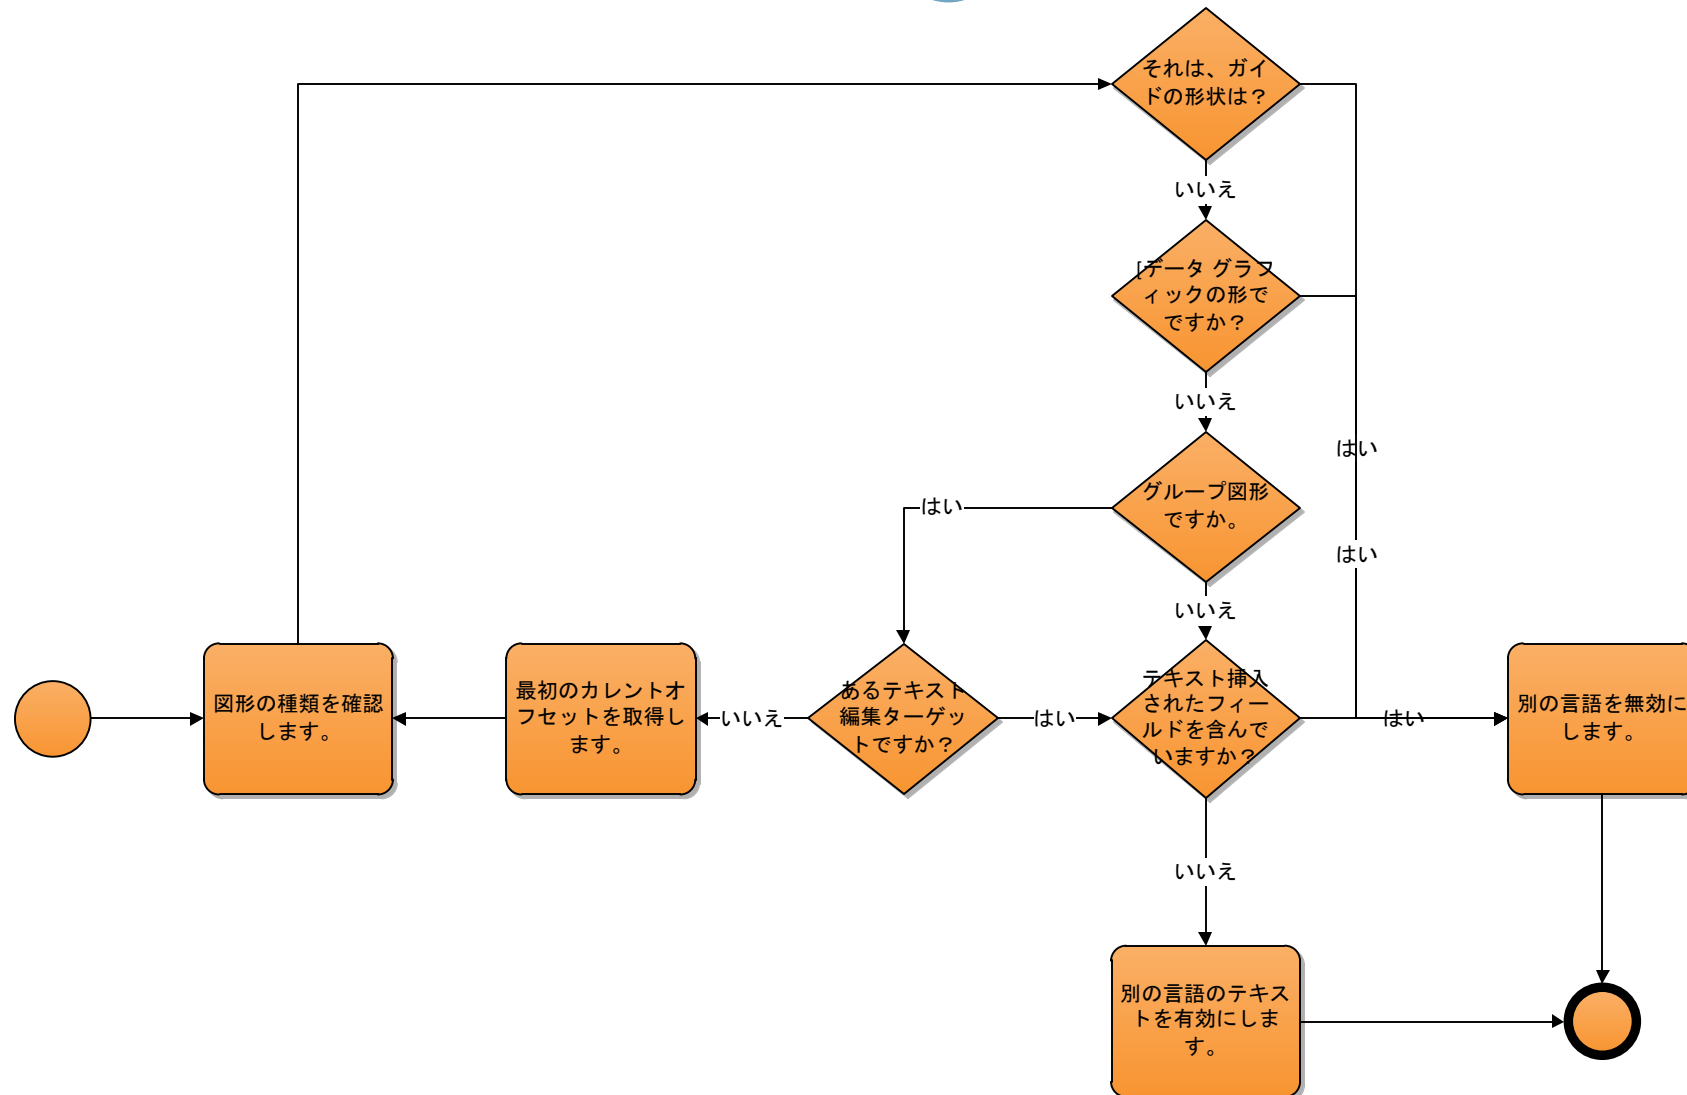 それは、ガイ
ドの形状は？
いいえ
[データ グラフ
ィックの形で
ですか？
いいえ
はい
グループ図形
ですか。
はい
はい
いいえ
図形の種類を確認
します。
最初のカレントオ
フセットを取得し
ます。
いいえ
あるテキスト
編集ターゲッ
トですか？
はい
テキスト挿入
されたフィー
ルドを含んで
いますか？
はい
別の言語を無効に
します。
いいえ
別の言語のテキス
トを有効にしま
す。